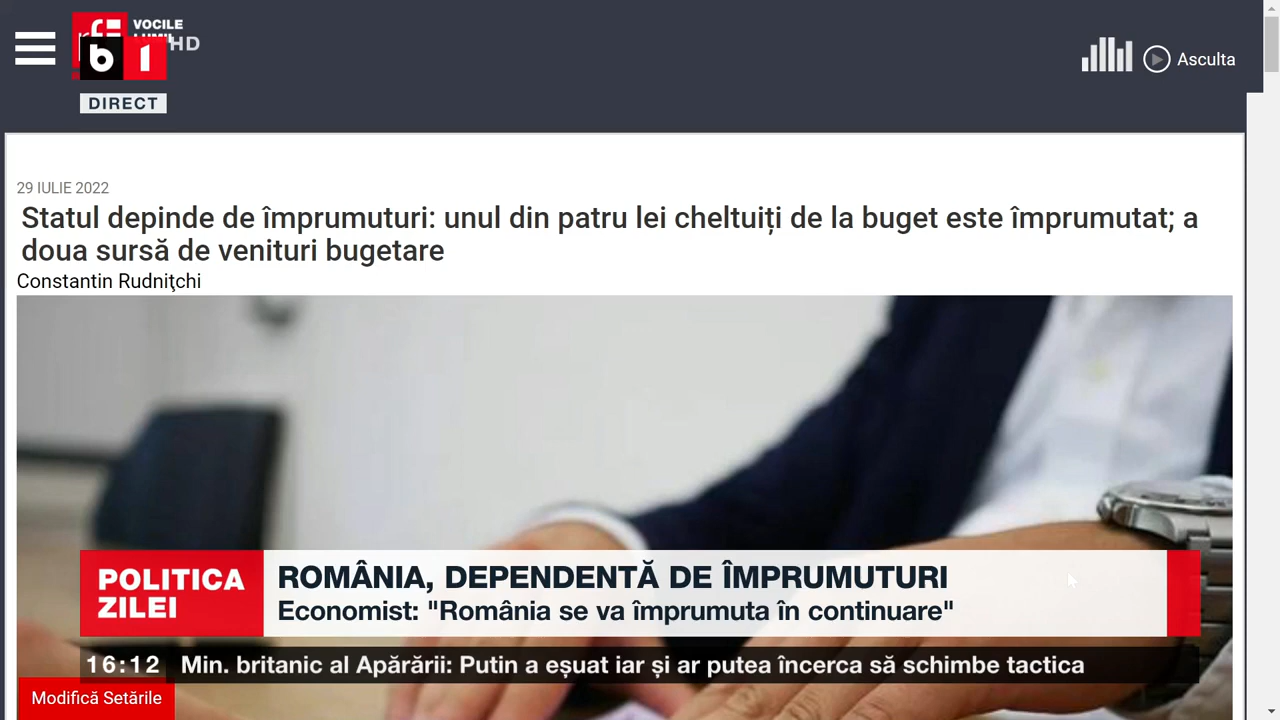 VOCILE
HD
b1
DIRECT
Asculta
29 IULIE 2022
Statul depinde de împrumuturi: unul din patru lei cheltuiți de la buget este împrumutat; a
doua sursă de venituri bugetare
Constantin Rudniţchi
POLITICA
ZILEI
ROMÂNIA, DEPENDENTĂ DE ÎMPRUMUTURI
Economist: "România se va împrumuta în continuare"
16:12 Min. britanic al Apărării: Putin a eșuat iar și ar putea încerca să schimbe tactica
Modifică Setările